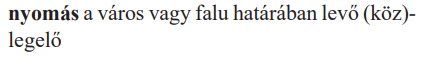 nyomás a város vagy falu határában levő (köz)-
legelő